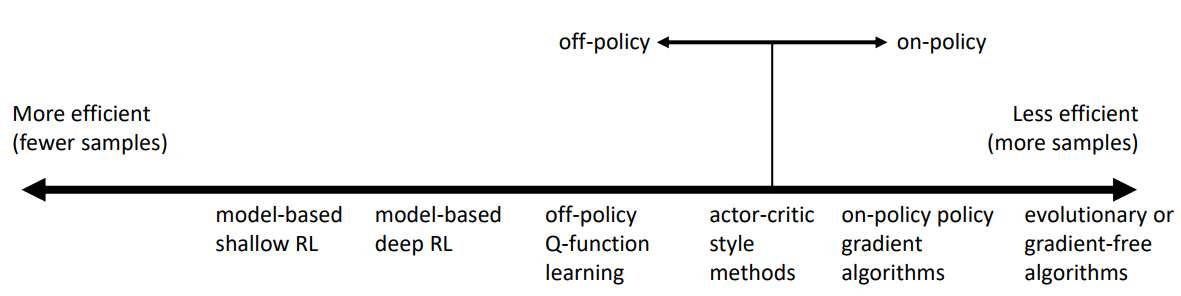 off-policy
on-policy
More efficient
(fewer samples)
Less efficient
(more samples)
model-based
shallow RL
model-based
deep RL
off-policy
Q-function
learning
actor-critic
style
methods
on-policy policy
gradient
algorithms
evolutionary or
gradient-free
algorithms